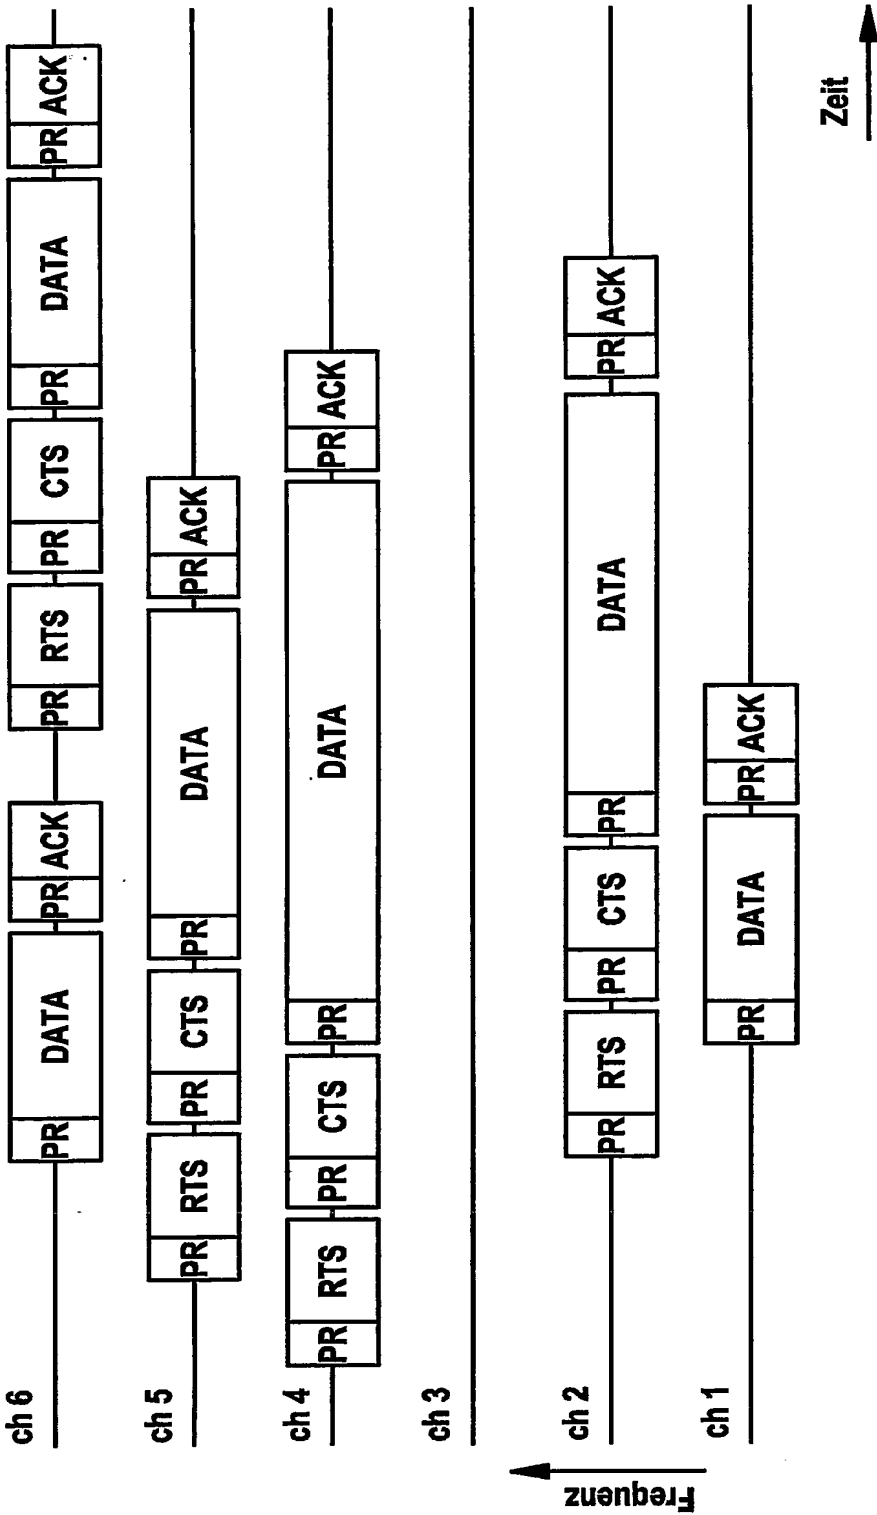 ch 6 PR DATA PR ACK PR RTS PR CTS PR DATA PR ACK
ch 5 PR RTS PR CTS PR DATA PR ACK
ch 4 PR RTS PR CTS PR DATA PR ACK
ch 3
ch 2 PR RTS PR CTS PR DATA PR ACK
ch 1 PR DATA PR ACK
Frequenz
Zeit